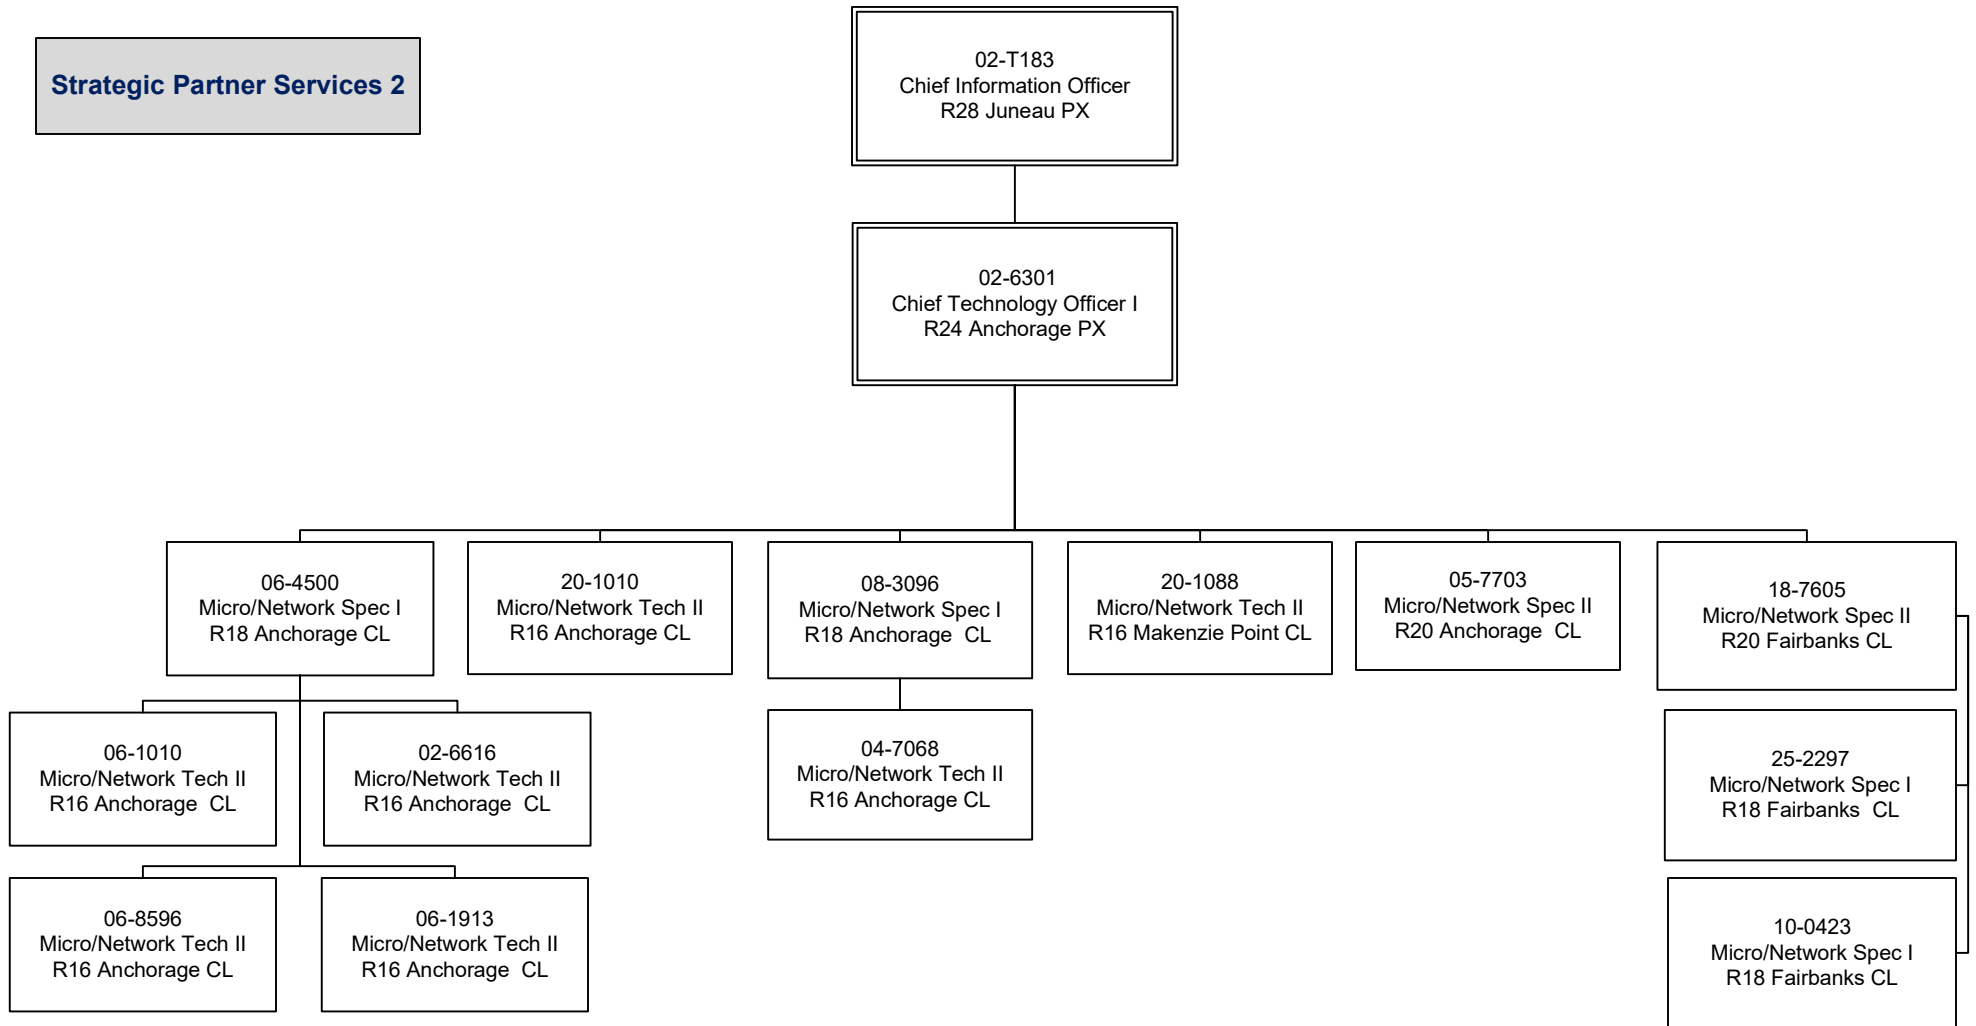 Strategic Partner Services 2
02-T183
Chief Information Officer
R28 Juneau PX
02-6301
Chief Technology Officer I
R24 Anchorage PX
06-4500
Micro/Network Spec I
R18 Anchorage CL
20-1010
Micro/Network Tech II
R16 Anchorage CL
08-3096
Micro/Network Spec I
R18 Anchorage  CL
20-1088
Micro/Network Tech II
R16 Makenzie Point CL
05-7703
Micro/Network Spec II
R20 Anchorage  CL
18-7605
Micro/Network Spec II
R20 Fairbanks CL
06-1010
Micro/Network Tech II
R16 Anchorage  CL
02-6616
Micro/Network Tech II
R16 Anchorage  CL
04-7068
Micro/Network Tech II
R16 Anchorage CL
25-2297
Micro/Network Spec I
R18 Fairbanks  CL
06-8596
Micro/Network Tech II
R16 Anchorage CL
06-1913
Micro/Network Tech II
R16 Anchorage  CL
10-0423
Micro/Network Spec I
R18 Fairbanks CL